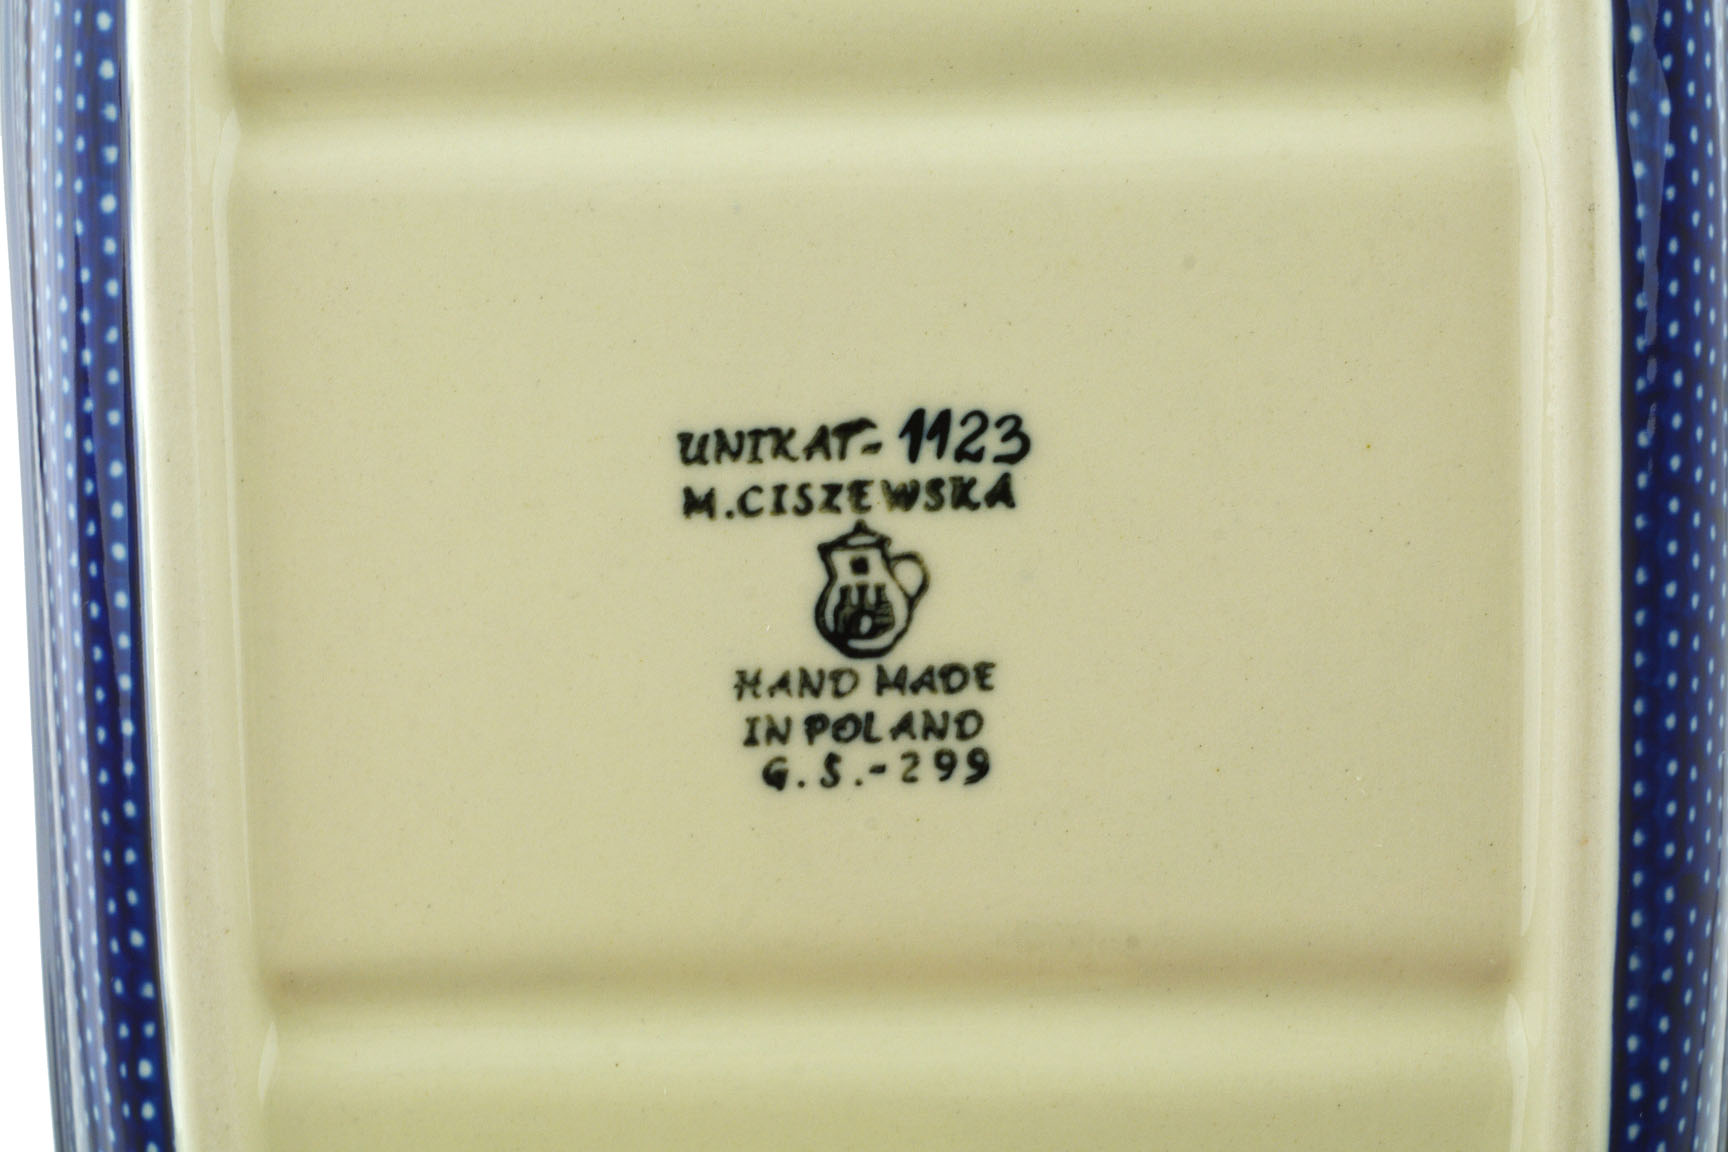 UNIKAT-1123
M.CISZEWSKA
HAND MADE
IN POLAND
G.S.-299